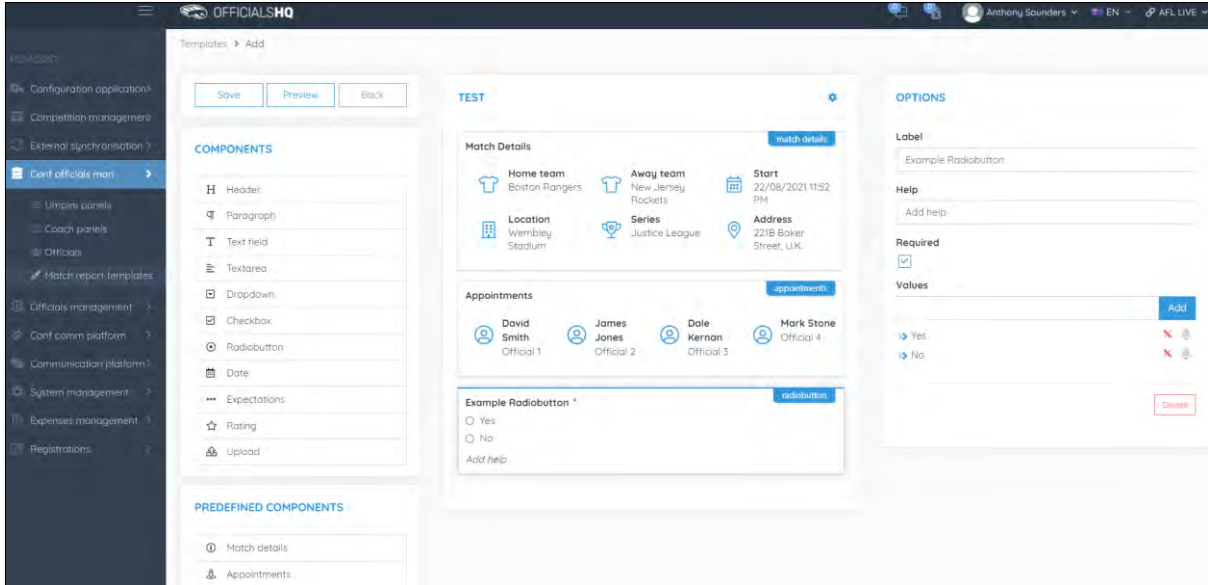 OFFICIALSHQ
Anthony Saunders
EN
AFL LIVE
Templates > Add
Configuration application
Competition management
External synchronisation
Conf officials man
Umpire panels
Coach panels
Officials
Match report templates
Officials management
Conf comm platform
Communication platform
System management
Expenses management
Registrations
Save
Preview
Back
COMPONENTS
Header
Paragraph
Text field
Textarea
Dropdown
Checkbox
Radiobutton
Date
Expectations
Rating
Upload
PREDEFINED COMPONENTS
Match details
Appointments
TEST
match details
Match Details
Home team
Boston Rangers
Away team
New Jersey
Rockets
Start
22/08/2021 11:52
PM
Location
Wembley
Stadium
Series
Justice League
Address
221B Baker
Street, U.K.
appointments
Appointments
David
Smith
Official 1
James
Jones
Official 2
Dale
Kernan
Official 3
Mark Stone
Official 4
radiobutton
Example Radiobutton *
Yes
No
Add help
OPTIONS
Label
Example Radiobutton
Help
Add help
Required
Values
Add
Yes
No
Delete